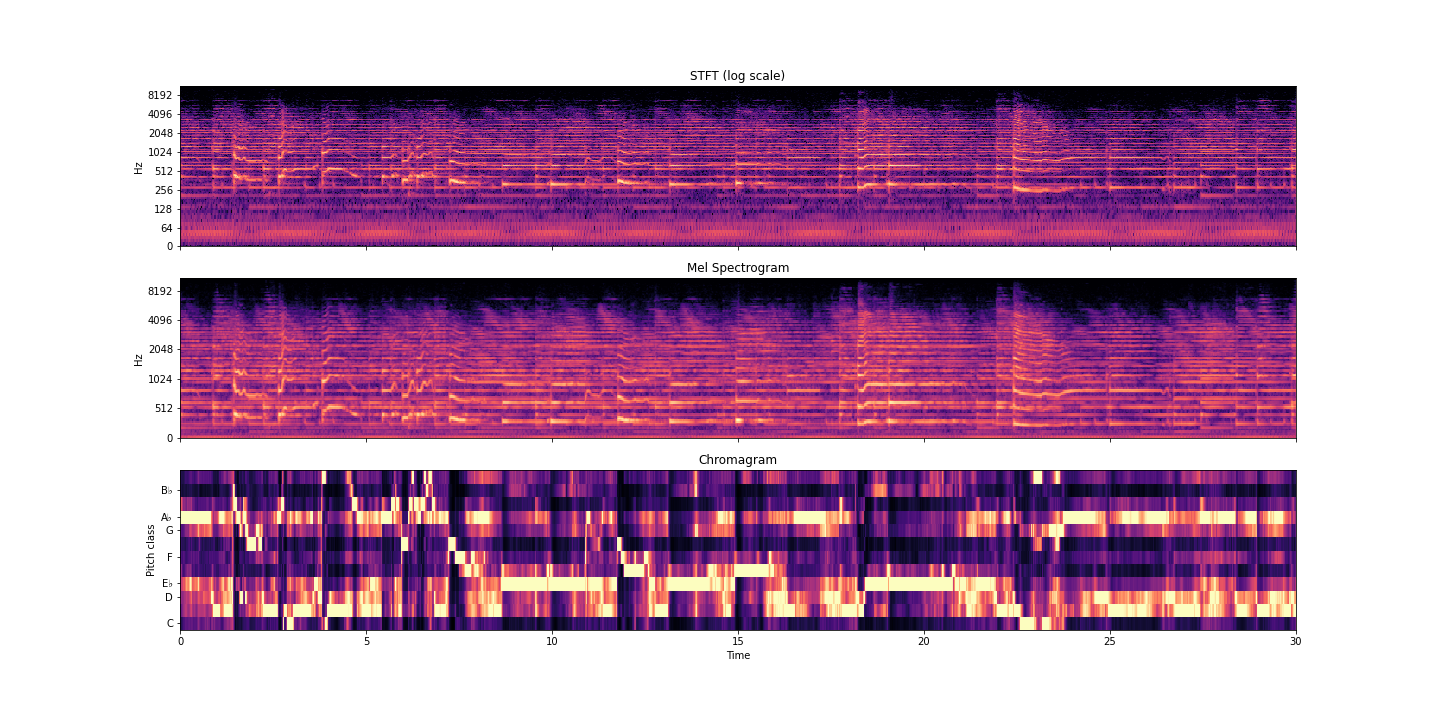 STFT (log scale)
8192
4096
2048
1024
512
256
128
64
0
Hz
Mel Spectrogram
8192
4096
2048
1024
512
0
Hz
Chromagram
B♭
A♭
G
F
E♭
D
C
Pitch class
0 5 10 15 20 25 30
Time